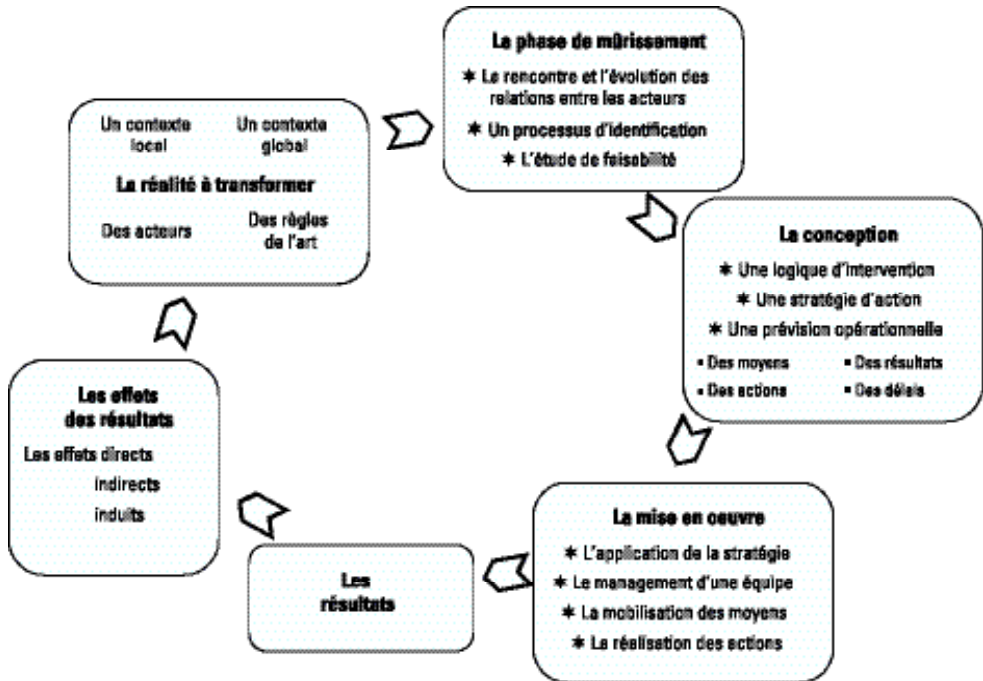 La phase de mûrissement
✶ La rencontre et l'évolution des
relations entre les acteurs
✶ Un processus d'identification
✶ L'étude de faisabilité
Un contexte
local
Un contexte
global
La réalité à transformer
Des acteurs
Des règles
de l'art
La conception
✶ Une logique d'intervention
✶ Une stratégie d'action
✶ Une prévision opérationnelle
▪ Des moyens
▪ Des résultats
▪ Des actions
▪ Des délais
La mise en oeuvre
✶ L'application de la stratégie
✶ Le management d'une équipe
✶ La mobilisation des moyens
✶ La réalisation des actions
Les
résultats
Les effets
des résultats
Les effets directs
indirects
induits